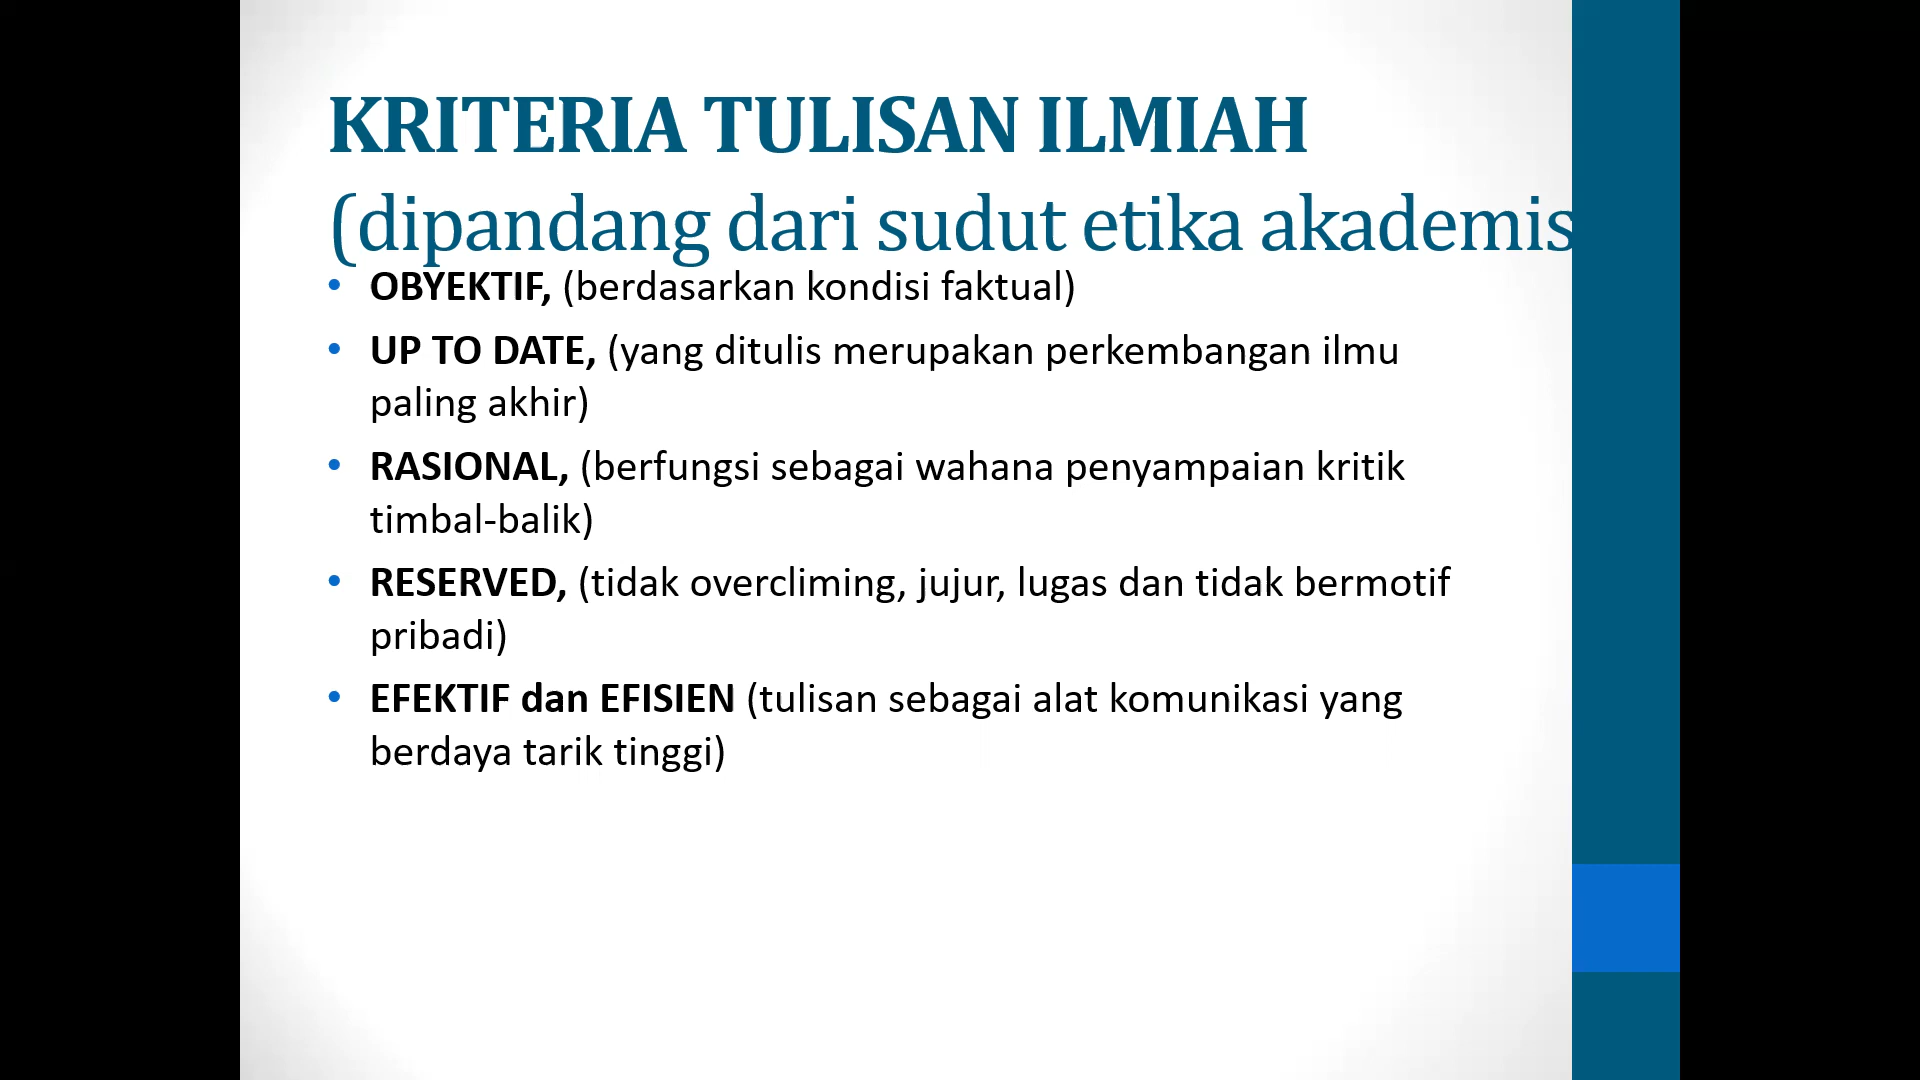 KRITERIA TULISAN ILMIAH
(dipandang dari sudut etika akademis
• OBYEKTIF, (berdasarkan kondisi faktual)
• UP TO DATE, (yang ditulis merupakan perkembangan ilmu
paling akhir)
• RASIONAL, (berfungsi sebagai wahana penyampaian kritik
timbal-balik)
• RESERVED, (tidak overcliming, jujur, lugas dan tidak bermotif
pribadi)
• EFEKTIF dan EFISIEN (tulisan sebagai alat komunikasi yang
berdaya tarik tinggi)